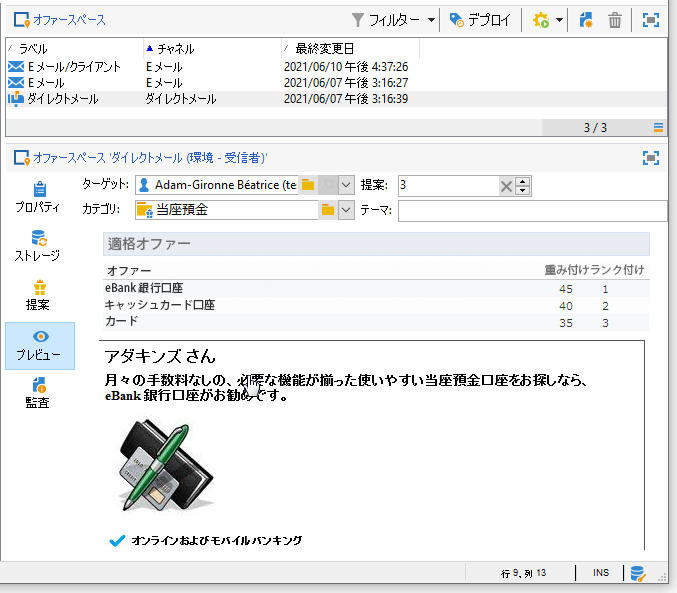 オファースペース フィルター デプロイ
ラベル チャネル 最終変更日
Eメール/クライアント Eメール 2021/06/10 午後 4:37:26
Eメール Eメール 2021/06/07 午後 3:16:27
ダイレクトメール ダイレクトメール 2021/06/07 午後 3:16:39
3 / 3
オファースペース 'ダイレクトメール (環境 - 受信者)'
ターゲット: Adam-Gironne Béatrice (te 提案: 3
カテゴリ: 当座預金 テーマ:
プロパティ
ストレージ
提案
プレビュー
監査
適格オファー
オファー 重み付け ランク付け
eBank 銀行口座 45 1
キャッシュカード口座 40 2
カード 35 3
アダキンズ さん
月々の手数料なしの、必要な機能が揃った使いやすい当座預金口座をお探しなら、
eBank 銀行口座がお勧めです。
オンラインおよびモバイル バンキング
行 9、列 13 INS